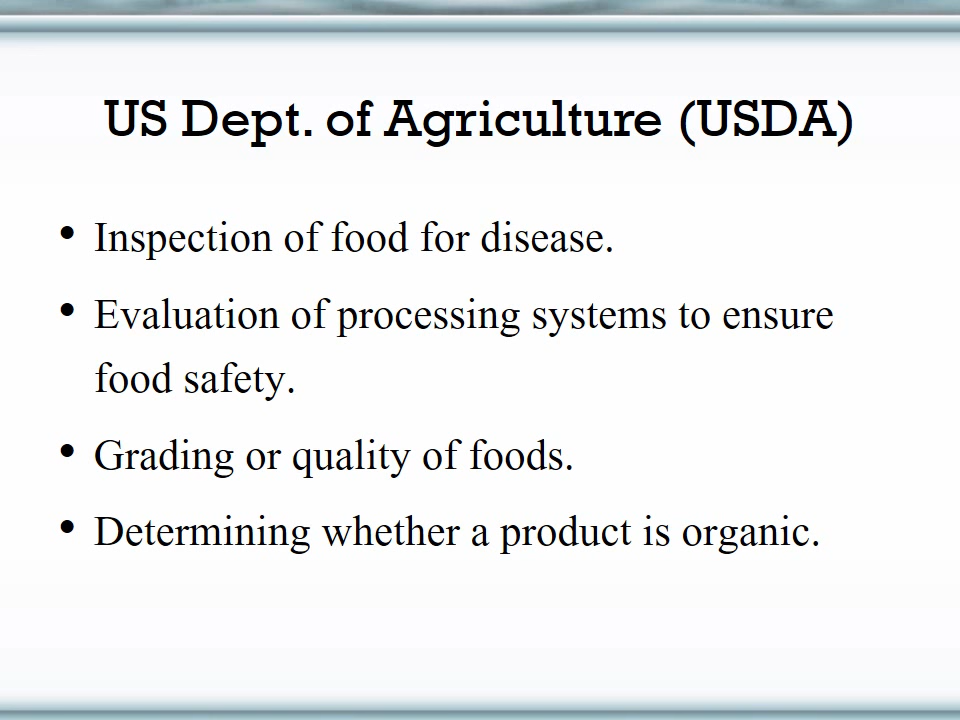 US Dept. of Agriculture (USDA)
• Inspection of food for disease.
• Evaluation of processing systems to ensure
food safety.
• Grading or quality of foods.
• Determining whether a product is organic.